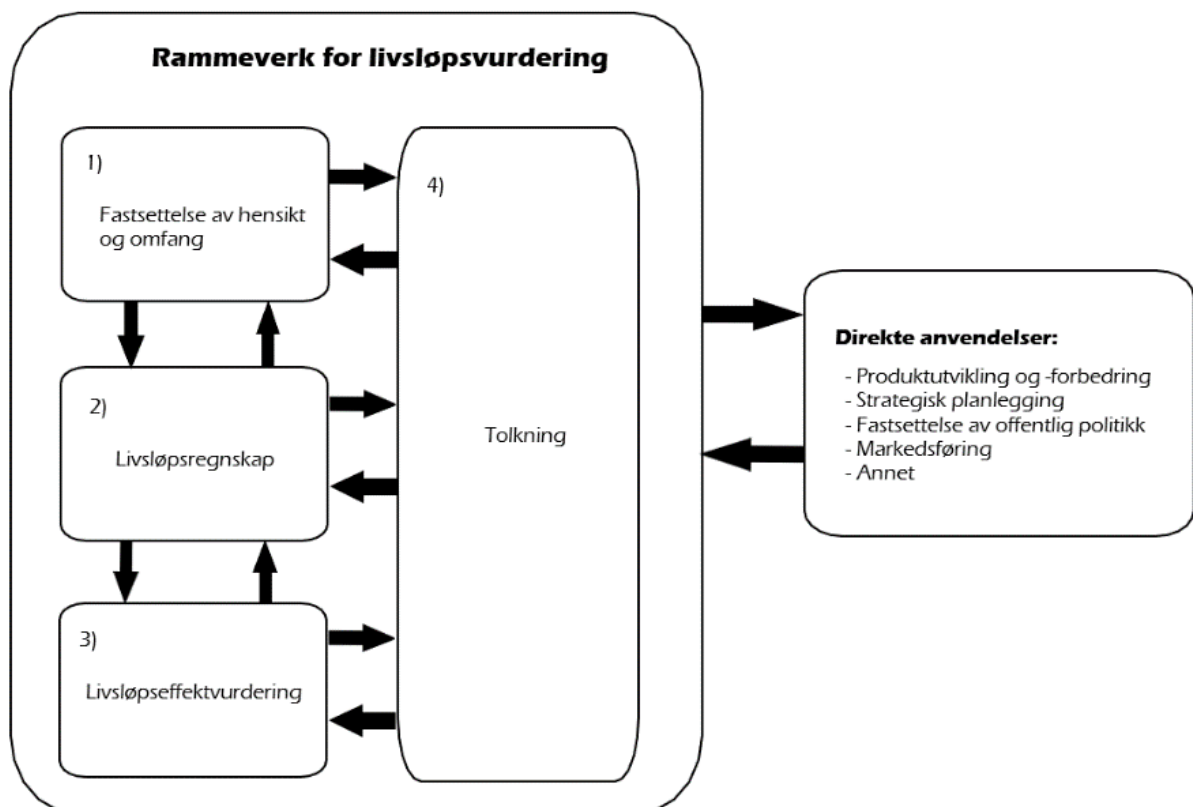 Rammeverk for livsløpsvurdering
1)
Fastsettelse av hensikt
og omfang
2)
Livsløpsregnskap
3)
Livsløpseffektvurdering
4)
Tolkning
Direkte anvendelser:
- Produktutvikling og -forbedring
- Strategisk planlegging
- Fastsettelse av offentlig politikk
- Markedsføring
- Annet